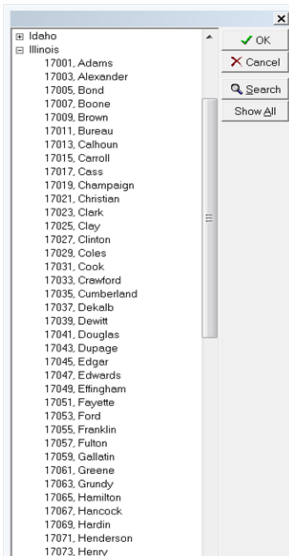 Idaho
Illinois
17001, Adams
17003, Alexander
17005, Bond
17007, Boone
17009, Brown
17011, Bureau
17013, Calhoun
17015, Carroll
17017, Cass
17019, Champaign
17021, Christian
17023, Clark
17025, Clay
17027, Clinton
17029, Coles
17031, Cook
17033, Crawford
17035, Cumberland
17037, Dekalb
17039, Dewitt
17041, Douglas
17043, Dupage
17045, Edgar
17047, Edwards
17049, Effingham
17051, Fayette
17053, Ford
17055, Franklin
17057, Fulton
17059, Gallatin
17061, Greene
17063, Grundy
17065, Hamilton
17067, Hancock
17069, Hardin
17071, Henderson
17073, Henry
OK
Cancel
Search
Show All